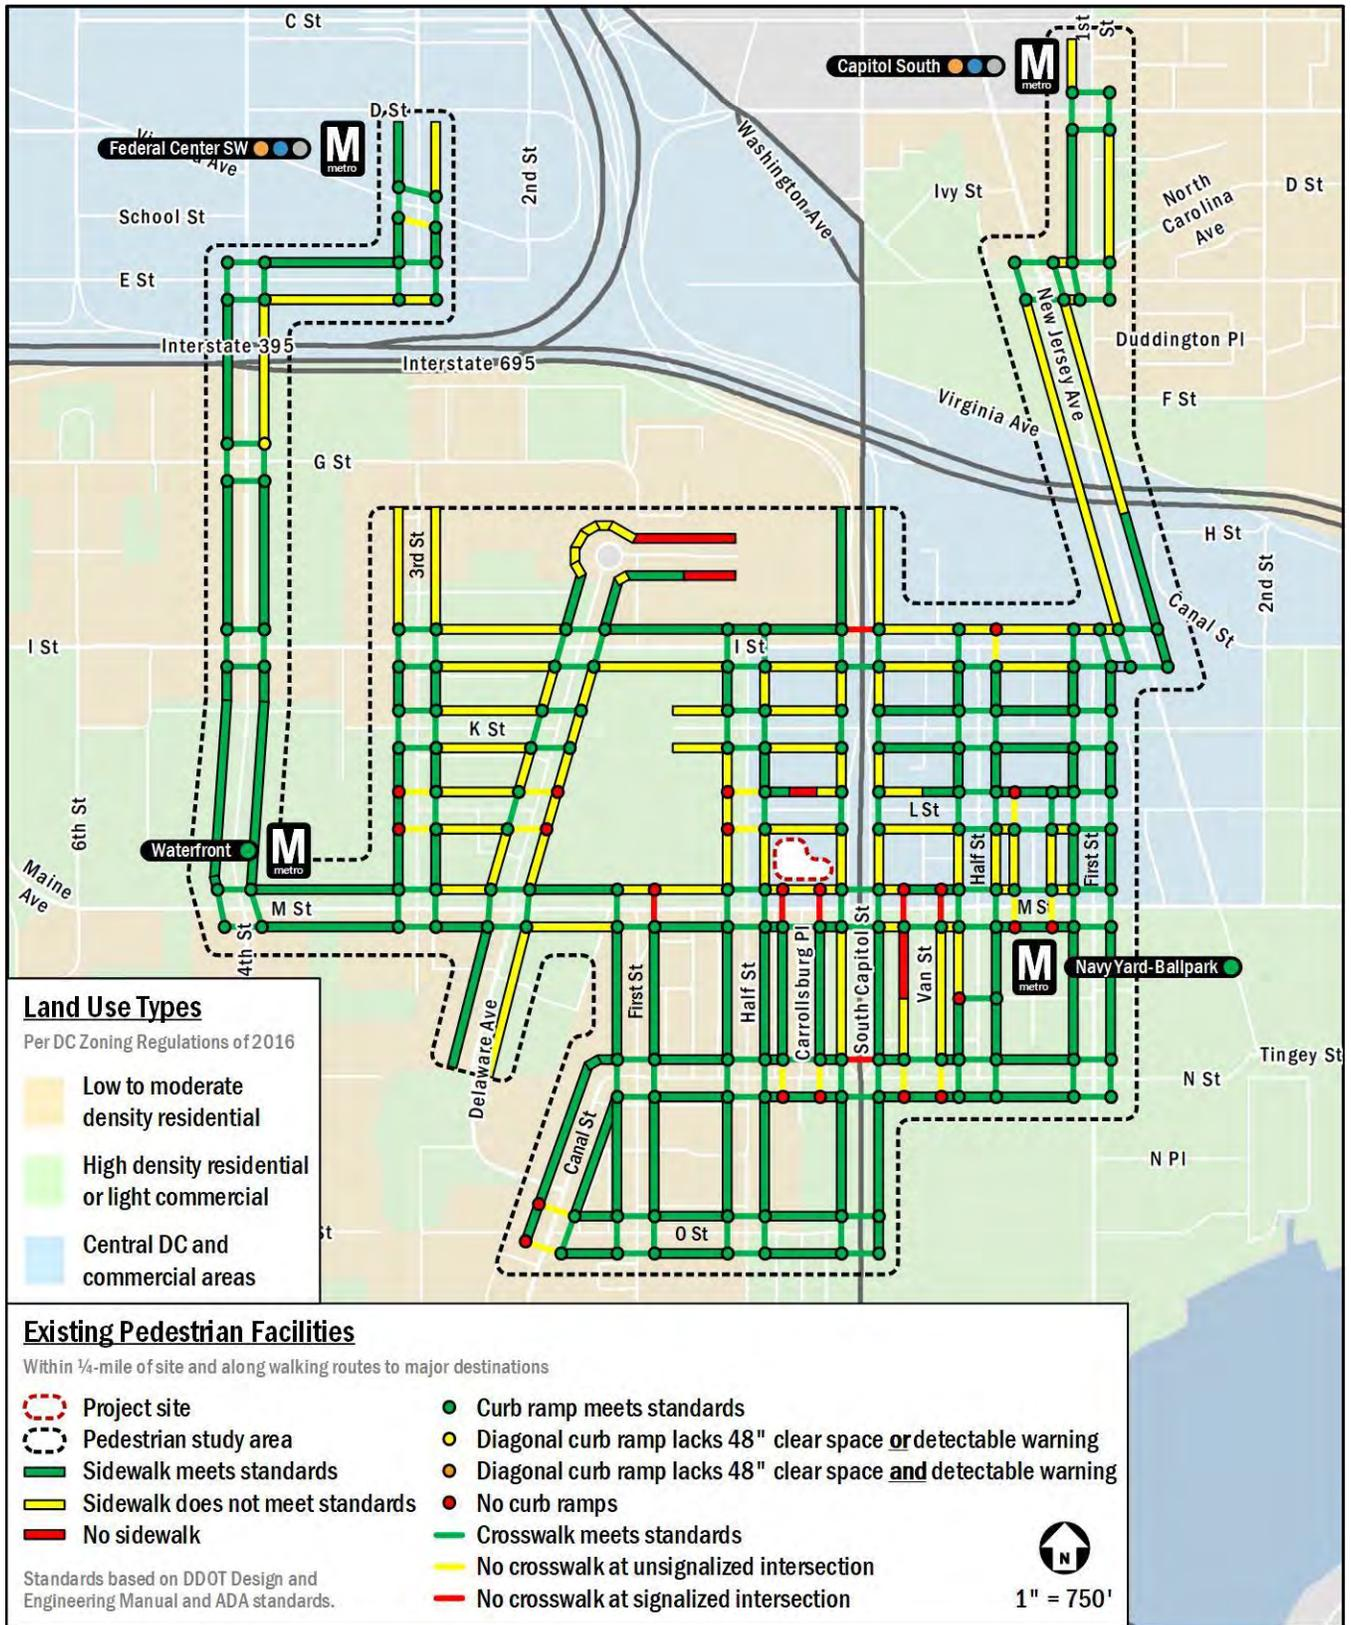 C St
1st St
Capitol South
M
metro
D St
Federal Center SW
M
metro
2nd St
Washington Ave
Ivy St
North
Carolina
Ave
D St
School St
E St
New Jersey Ave
Interstate 395
Interstate 695
Duddington Pl
Virginia Ave
F St
G St
3rd St
H St
2nd St
Canal St
I St
I St
K St
6th St
L St
Waterfront
M
metro
Half St
First St
Maine
Ave
M St
M St
4th St
First St
Half St
Carrollsburg Pl
South Capitol St
Van St
M
metro
Navy Yard-Ballpark
Delaware Ave
Tingey St
N St
Canal St
N Pl
O St
Land Use Types
Per DC Zoning Regulations of 2016
Low to moderate
density residential
High density residential
or light commercial
Central DC and
commercial areas
Existing Pedestrian Facilities
Within ¼-mile of site and along walking routes to major destinations
Project site
Pedestrian study area
Sidewalk meets standards
Sidewalk does not meet standards
No sidewalk
Standards based on DDOT Design and
Engineering Manual and ADA standards.
Curb ramp meets standards
Diagonal curb ramp lacks 48" clear space or detectable warning
Diagonal curb ramp lacks 48" clear space and detectable warning
No curb ramps
Crosswalk meets standards
No crosswalk at unsignalized intersection
No crosswalk at signalized intersection
N
1" = 750'